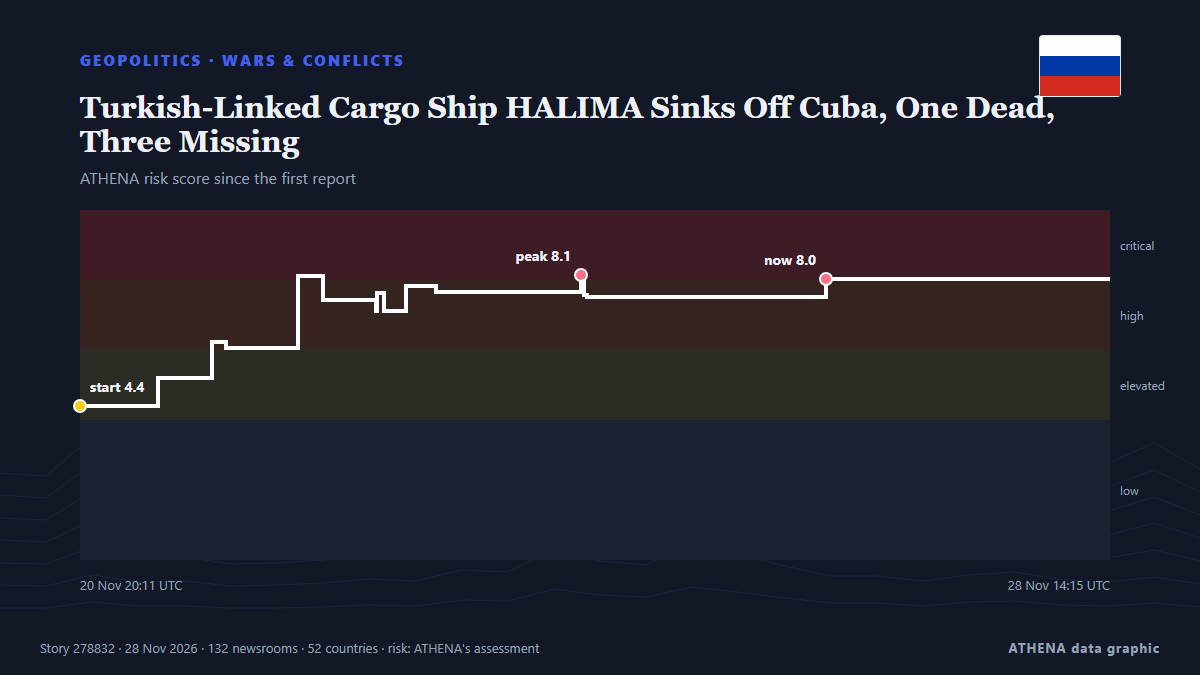 GEOPOLITICS · WARS & CONFLICTS
Turkish-Linked Cargo Ship HALIMA Sinks Off Cuba, One Dead,
Three Missing
ATHENA risk score since the first report
critical
peak 8.1
now 8.0
high
start 4.4
elevated
low
20 Nov 20:11 UTC
28 Nov 14:15 UTC
Story 278832 · 28 Nov 2026 · 132 newsrooms · 52 countries · risk: ATHENA's assessment
ATHENA data graphic